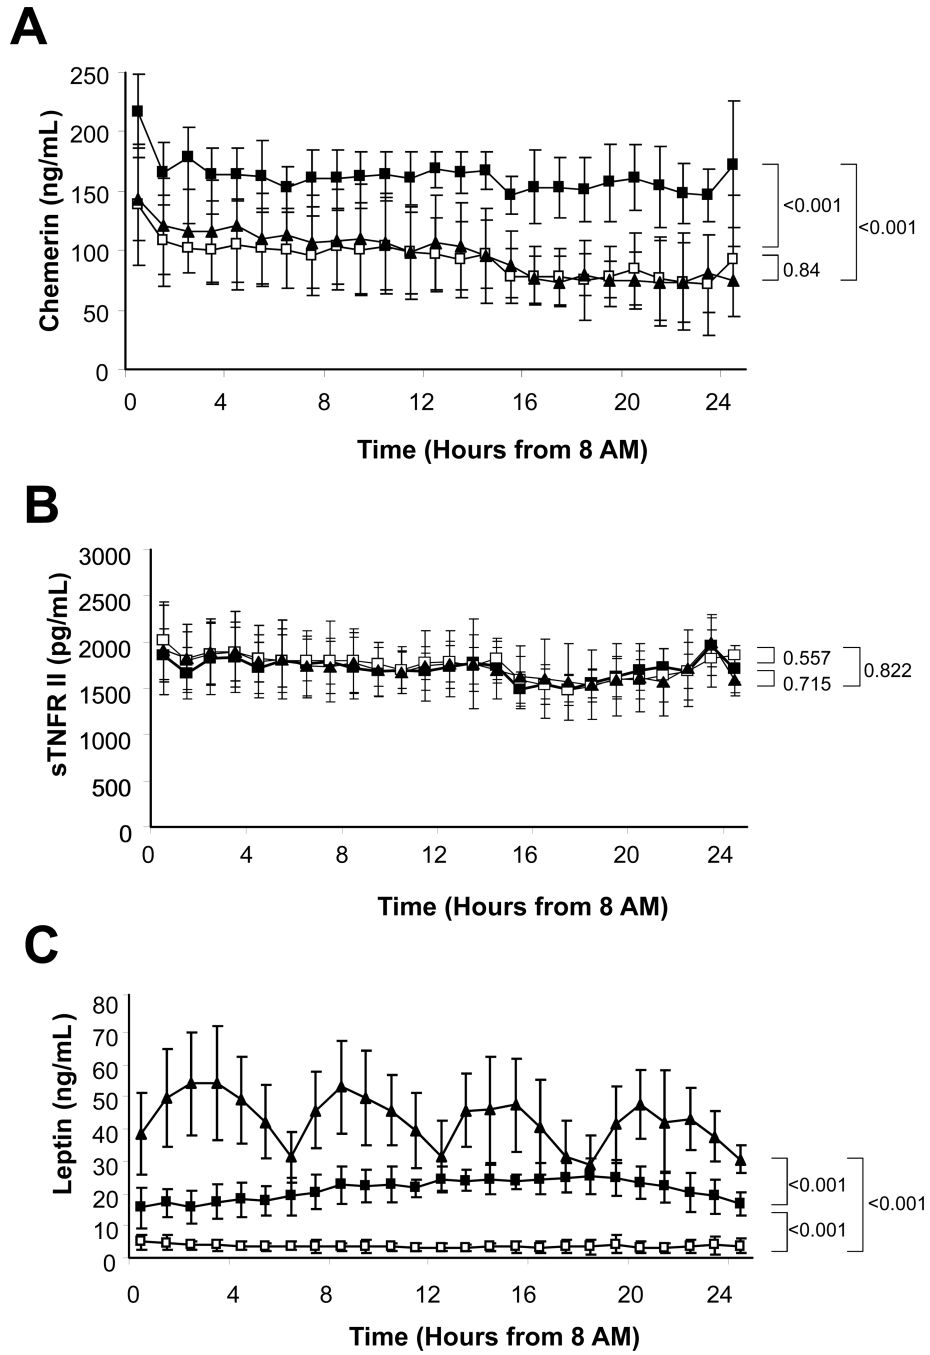 A
Chemerin (ng/mL)
250
200
150
100
50
0
0 4 8 12 16 20 24
Time (Hours from 8 AM)
<0.001
<0.001
0.84
B
sTNFR II (pg/mL)
3000
2500
2000
1500
1000
500
0
0 4 8 12 16 20 24
Time (Hours from 8 AM)
0.557
0.822
0.715
C
Leptin (ng/mL)
80
70
60
50
40
30
20
10
0
0 4 8 12 16 20 24
Time (Hours from 8 AM)
<0.001
<0.001
<0.001